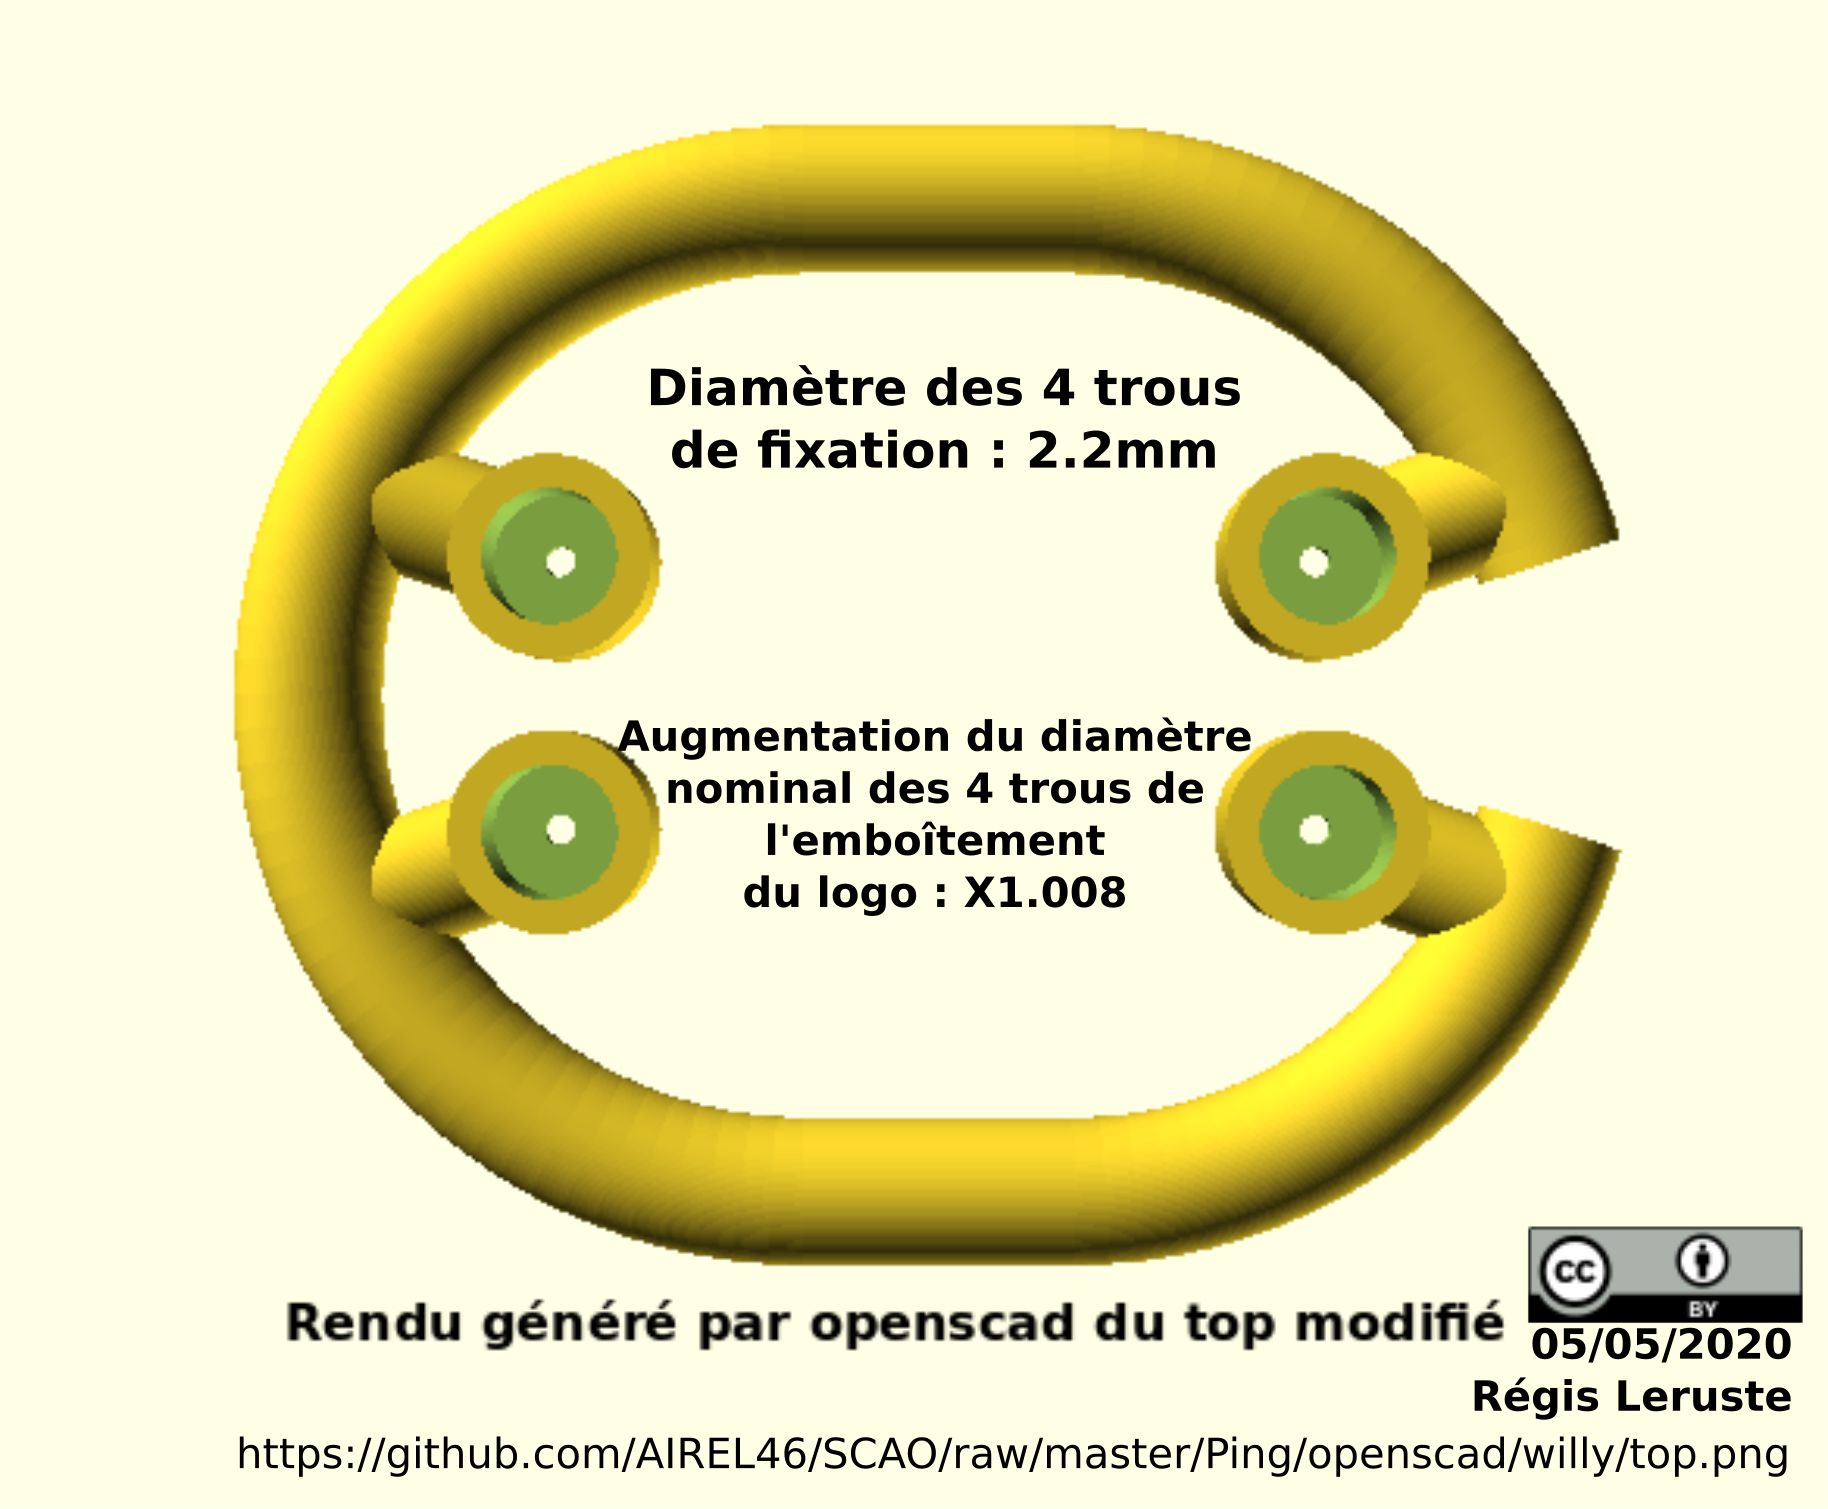 Diamètre des 4 trous
de fixation : 2.2mm
Augmentation du diamètre
nominal des 4 trous de
l'emboîtement
du logo : X1.008
Rendu généré par openscad du top modifié
cc
BY
05/05/2020
Régis Leruste
https://github.com/AIREL46/SCAO/raw/master/Ping/openscad/willy/top.png